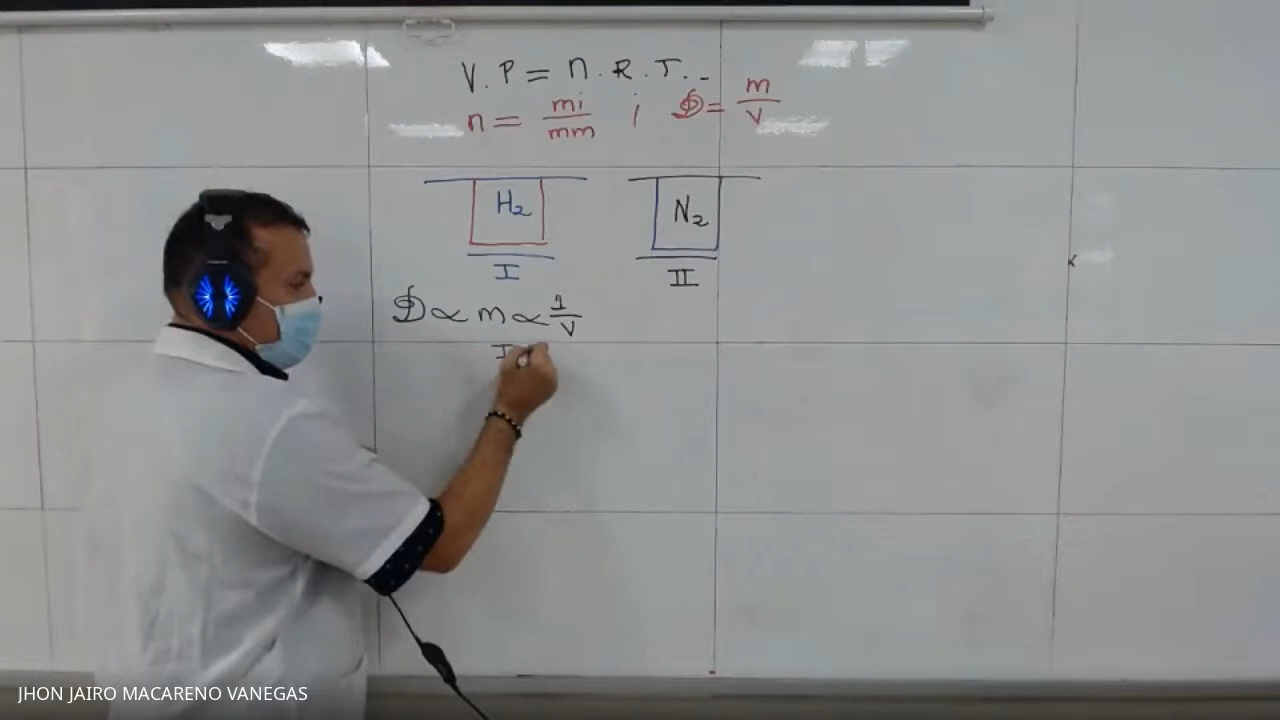 V.P = n.R.T..
n = mi/mm ; D = m/V
H₂ N₂
I II
D ∝ m ∝ 1/V
I
JHON JAIRO MACARENO VANEGAS